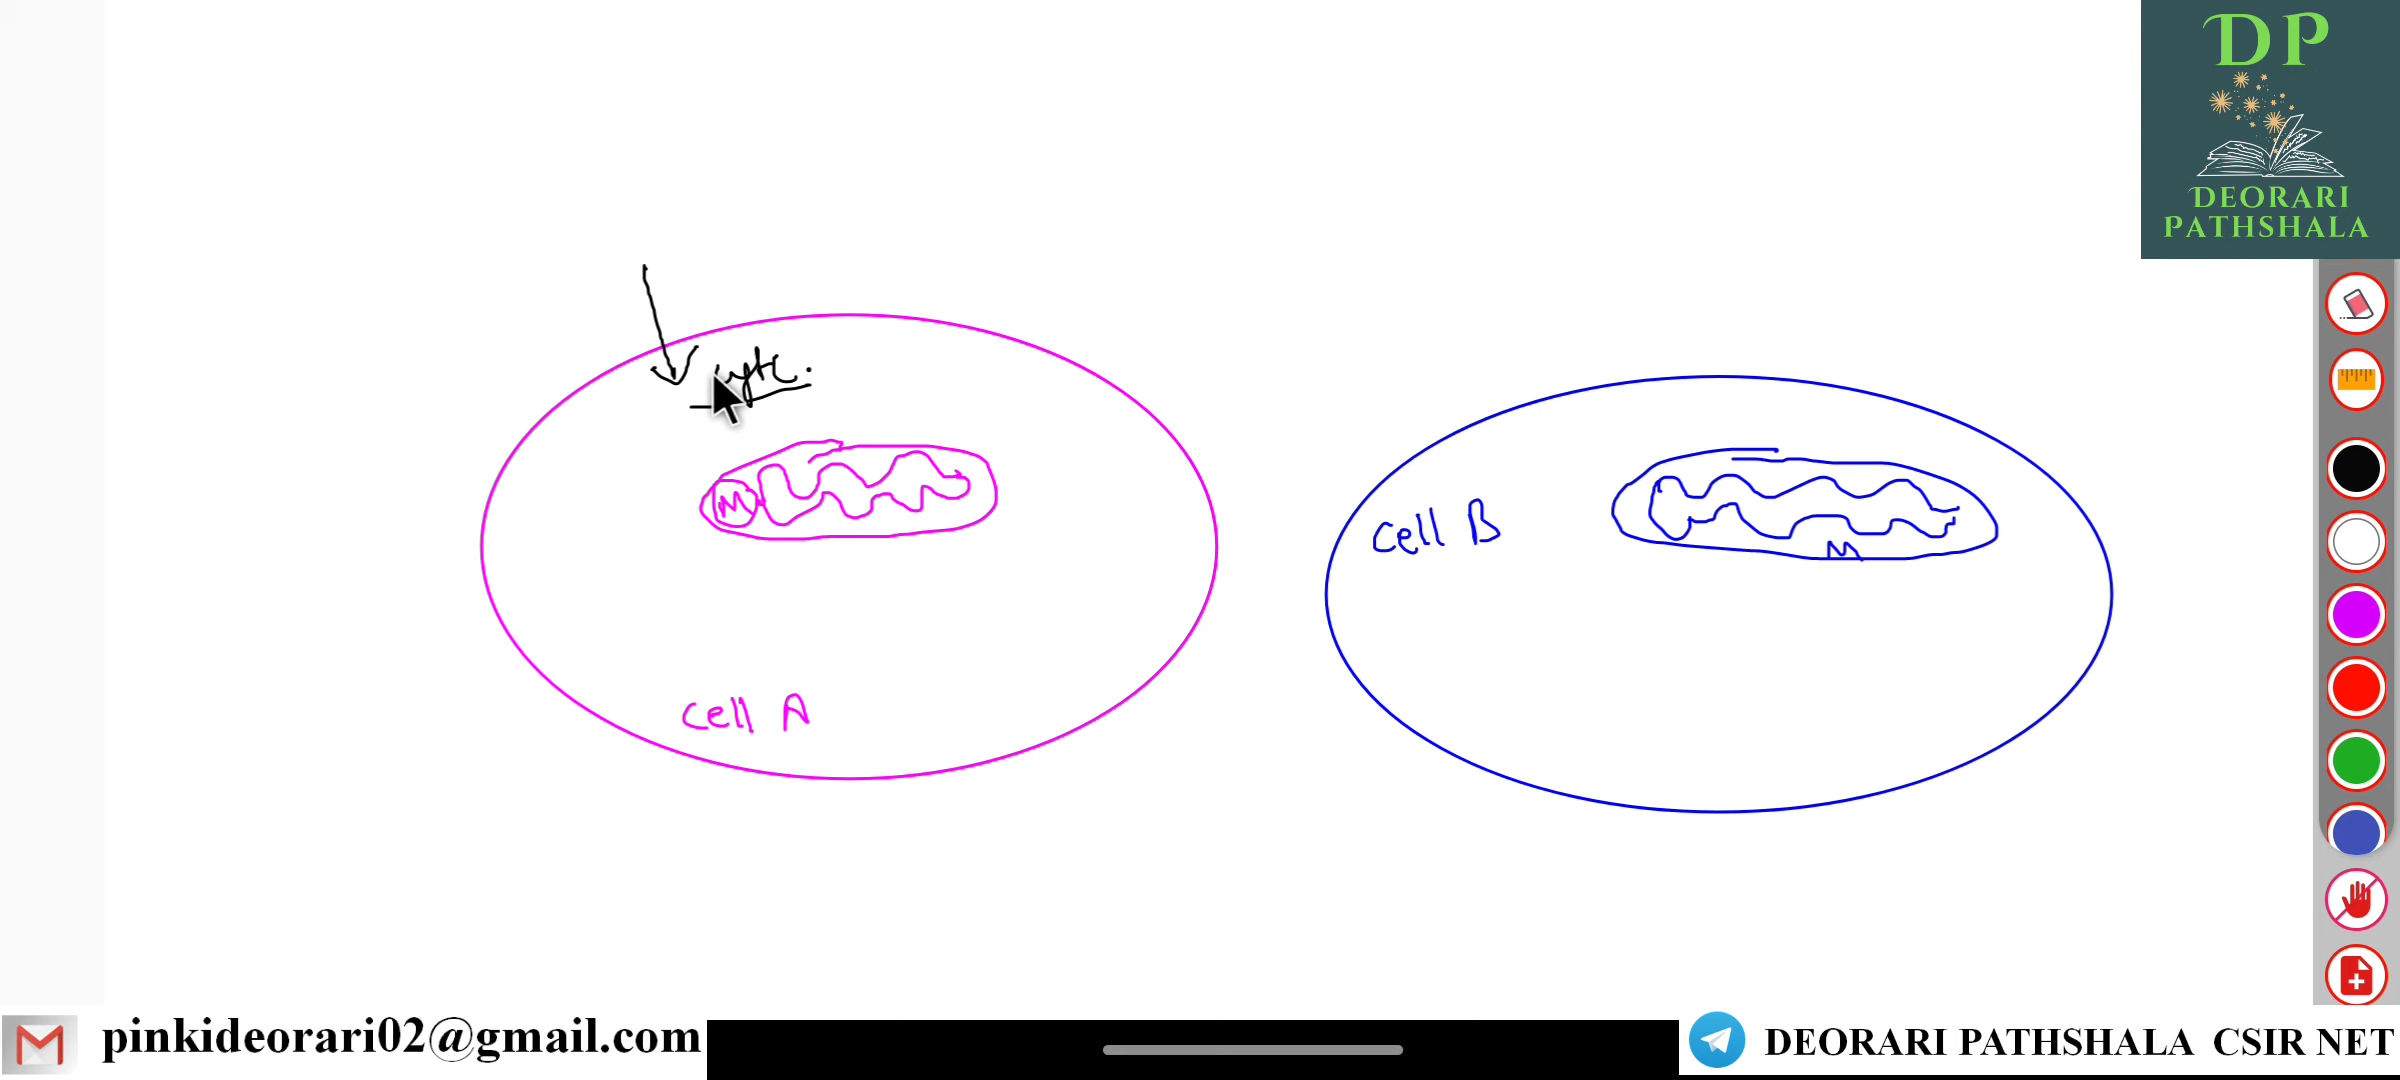 DP
DEORARI
PATHSHALA
M
cell B
M
cell A
pinkideorari02@gmail.com
DEORARI PATHSHALA CSIR NET